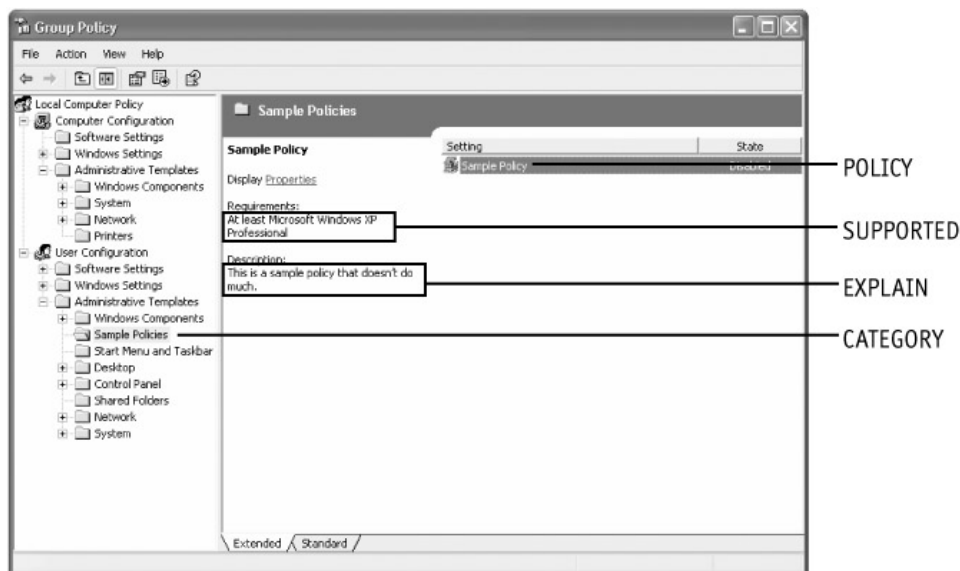 Group Policy
File Action View Help
Local Computer Policy
Computer Configuration
Software Settings
Windows Settings
Administrative Templates
Windows Components
System
Network
Printers
User Configuration
Software Settings
Windows Settings
Administrative Templates
Windows Components
Sample Policies
Start Menu and Taskbar
Desktop
Control Panel
Shared Folders
Network
System
Sample Policies
Sample Policy
Display Properties
Requirements:
At least Microsoft Windows XP
Professional
Description:
This is a sample policy that doesn't do
much.
Setting State
Sample Policy Disabled
Extended Standard
POLICY
SUPPORTED
EXPLAIN
CATEGORY